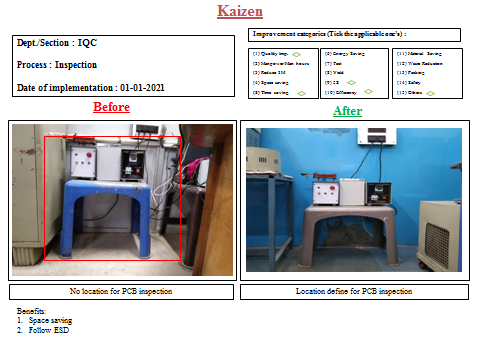 Kaizen
Dept./Section : IQC
Process : Inspection
Date of implementation : 01-01-2021
Improvement categories (Tick the applicable one's) :
(1) Quality imp.
(2) Manpower/Man hours
(3) Reduce 3M
(4) Space saving
(5) Time saving
(6) Energy Saving
(7) Tool
(8) Yield
(9) 5S
(10) Efficiency
(11) Material Saving
(12) Waste Reduction
(13) Packing
(14) Safety
(15) Others
Before
After
No location for PCB inspection
Location define for PCB inspection
Benefits:
1. Space saving
2. Follow ESD